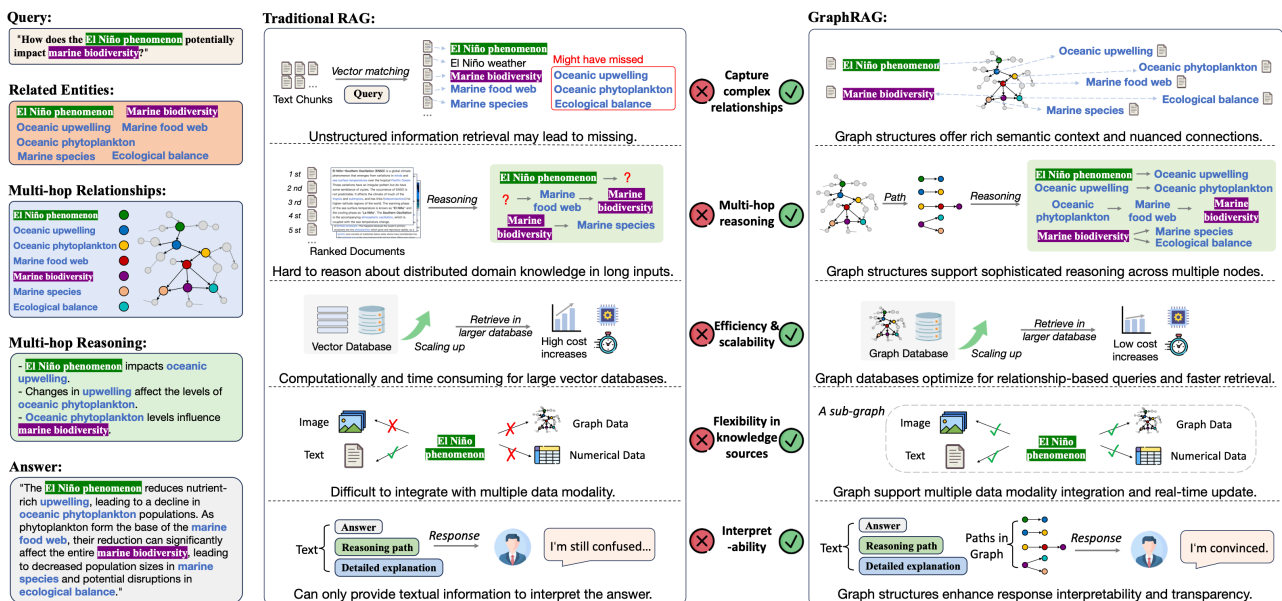 Query:
"How does the El Niño phenomenon potentially
impact marine biodiversity?"
Related Entities:
El Niño phenomenon Marine biodiversity
Oceanic upwelling Marine food web
Oceanic phytoplankton
Marine species Ecological balance
Multi-hop Relationships:
El Niño phenomenon
Oceanic upwelling
Oceanic phytoplankton
Marine food web
Marine biodiversity
Marine species
Ecological balance
Multi-hop Reasoning:
- El Niño phenomenon impacts oceanic
upwelling.
- Changes in upwelling affect the levels of
oceanic phytoplankton.
- Oceanic phytoplankton levels influence
marine biodiversity.
Answer:
"The El Niño phenomenon reduces nutrient-
rich upwelling, leading to a decline in
oceanic phytoplankton populations. As
phytoplankton form the base of the marine
food web, their reduction can significantly
affect the entire marine biodiversity, leading
to decreased population sizes in marine
species and potential disruptions in
ecological balance."
Traditional RAG:
Text Chunks
...
Vector matching
Query
El Niño phenomenon
El Niño weather
Marine biodiversity
Marine food web
Marine species
...
Might have missed
Oceanic upwelling
Oceanic phytoplankton
Ecological balance
Unstructured information retrieval may lead to missing.
1 st
2 nd
3 rd
4 st
5 st
...
Ranked Documents
Reasoning
El Niño phenomenon ?
? Marine food web Marine biodiversity
Marine biodiversity Marine species
Hard to reason about distributed domain knowledge in long inputs.
Vector Database
Scaling up
Retrieve in
larger database
High cost
increases
Computationally and time consuming for large vector databases.
Image
Text
El Niño
phenomenon
Graph Data
Numerical Data
Difficult to integrate with multiple data modality.
Text
Answer
Reasoning path
Detailed explanation
Response
I'm still confused...
Can only provide textual information to interpret the answer.
Capture
complex
relationships
Multi-hop
reasoning
Efficiency &
scalability
Flexibility in
knowledge
sources
Interpret
-ability
GraphRAG:
El Niño phenomenon
Marine biodiversity
Oceanic upwelling
Oceanic phytoplankton
Marine food web
Ecological balance
Marine species
Graph structures offer rich semantic context and nuanced connections.
Path
Reasoning
El Niño phenomenon Oceanic upwelling
Oceanic upwelling Oceanic phytoplankton
Oceanic phytoplankton Marine food web Marine biodiversity
Marine biodiversity Marine species
Ecological balance
Graph structures support sophisticated reasoning across multiple nodes.
Graph Database
Scaling up
Retrieve in
larger database
Low cost
increases
Graph databases optimize for relationship-based queries and faster retrieval.
A sub-graph
Image
Text
El Niño
phenomenon
Graph Data
Numerical Data
Graph support multiple data modality integration and real-time update.
Text
Answer
Reasoning path
Detailed explanation
Paths in
Graph
Response
I'm convinced.
Graph structures enhance response interpretability and transparency.